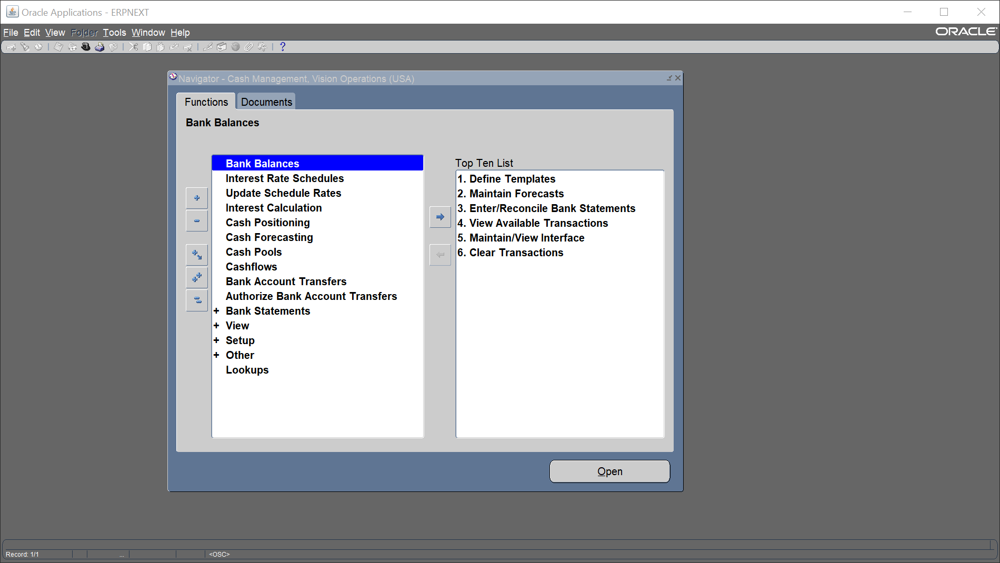 Oracle Applications - ERPNEXT
File Edit View Folder Tools Window Help
ORACLE
?
Navigator - Cash Management, Vision Operations (USA)
Functions Documents
Bank Balances
Bank Balances
Interest Rate Schedules
Update Schedule Rates
Interest Calculation
Cash Positioning
Cash Forecasting
Cash Pools
Cashflows
Bank Account Transfers
Authorize Bank Account Transfers
+ Bank Statements
+ View
+ Setup
+ Other
Lookups
Top Ten List
1. Define Templates
2. Maintain Forecasts
3. Enter/Reconcile Bank Statements
4. View Available Transactions
5. Maintain/View Interface
6. Clear Transactions
Open
Record: 1/1 ... <OSC>